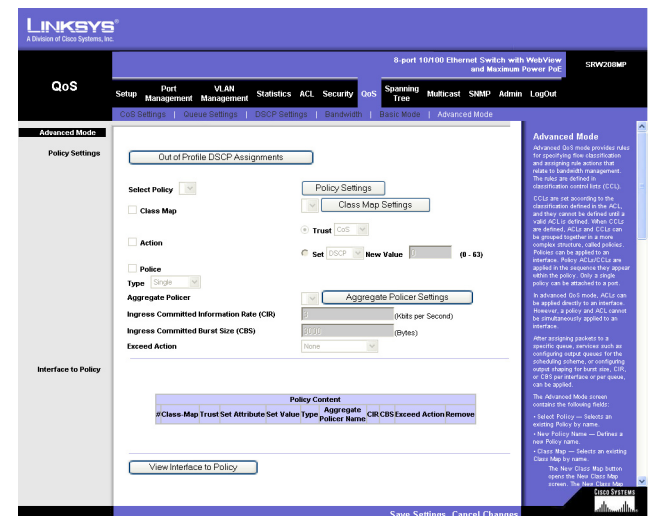 LINKSYS®
A Division of Cisco Systems, Inc.
8-port 10/100 Ethernet Switch with WebView and Maximum Power PoE
SRW208MP
QoS
Setup Port Management VLAN Management Statistics ACL Security QoS Spanning Tree Multicast SNMP Admin LogOut
CoS Settings | Queue Settings | DSCP Settings | Bandwidth | Basic Mode | Advanced Mode
Advanced Mode
Policy Settings
Out of Profile DSCP Assignments
Select Policy
Policy Settings
Class Map
Class Map Settings
Trust CoS
Action
Set DSCP New Value (0 - 63)
Police
Type Single
Aggregate Policer
Aggregate Policer Settings
Ingress Committed Information Rate (CIR)
(Kbits per Second)
Ingress Committed Burst Size (CBS)
(Bytes)
Exceed Action
None
Interface to Policy
Policy Content
# Class-Map Trust Set Attribute Set Value Type Aggregate Policer Name CIR CBS Exceed Action Remove
View Interface to Policy
Save Settings Cancel Changes
Advanced Mode
Advanced QoS mode provides rules
for specifying flow classification
and assigning rule actions that
relate to bandwidth management.
The rules are defined in
classification control lists (CCL).
CCLs are set according to the
classification defined in the ACL,
and they cannot be defined until a
valid ACL is defined. When CCLs
are defined, ACLs and CCLs can
be grouped together in a more
complex structure, called policies.
Policies can be applied to an
interface. Policy ACLs/CCLs are
applied in the sequence they appear
within the policy. Only a single
policy can be attached to a port.
In advanced QoS mode, ACLs can
be applied directly to an interface.
However, a policy and ACL cannot
be simultaneously applied to an
interface.
After assigning packets to a
specific queue, services such as
configuring output queues for the
scheduling scheme, or configuring
output shaping for burst size, CIR,
or CBS per interface or per queue,
can be applied.
The Advanced Mode screen
contains the following fields:
• Select Policy — Selects an
existing Policy by name.
• New Policy Name — Defines a
new Policy name.
• Class Map — Selects an existing
Class Map by name.
The New Class Map button
opens the New Class Map
screen. The New Class Map
CISCO SYSTEMS